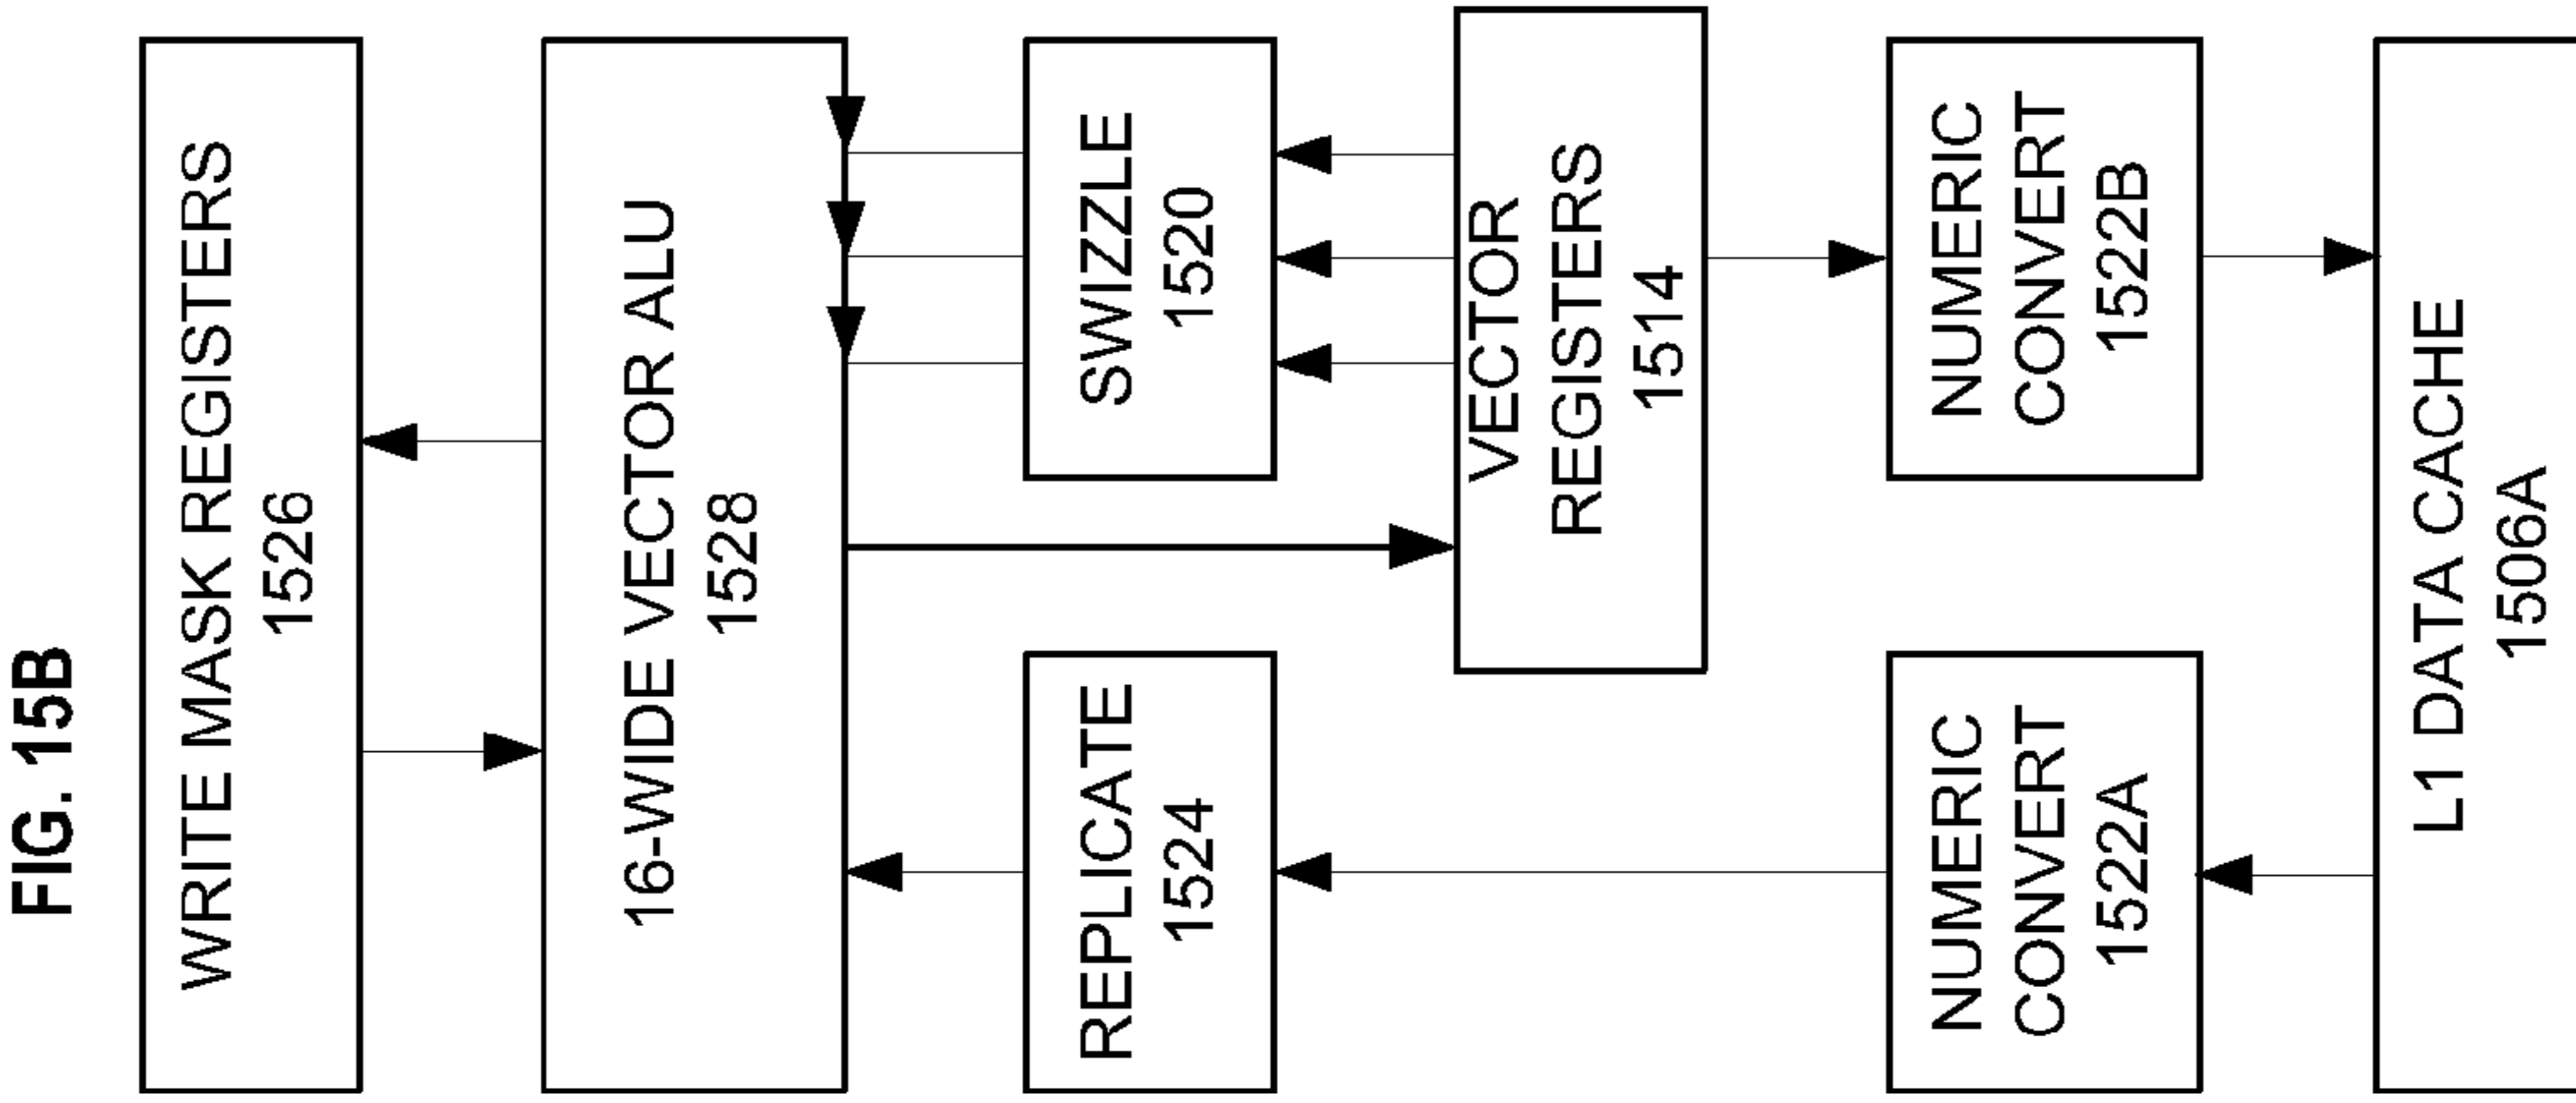 FIG. 15B
WRITE MASK REGISTERS
1526
16-WIDE VECTOR ALU
1528
REPLICATE
1524
SWIZZLE
1520
VECTOR
REGISTERS
1514
NUMERIC
CONVERT
1522A
NUMERIC
CONVERT
1522B
L1 DATA CACHE
1506A